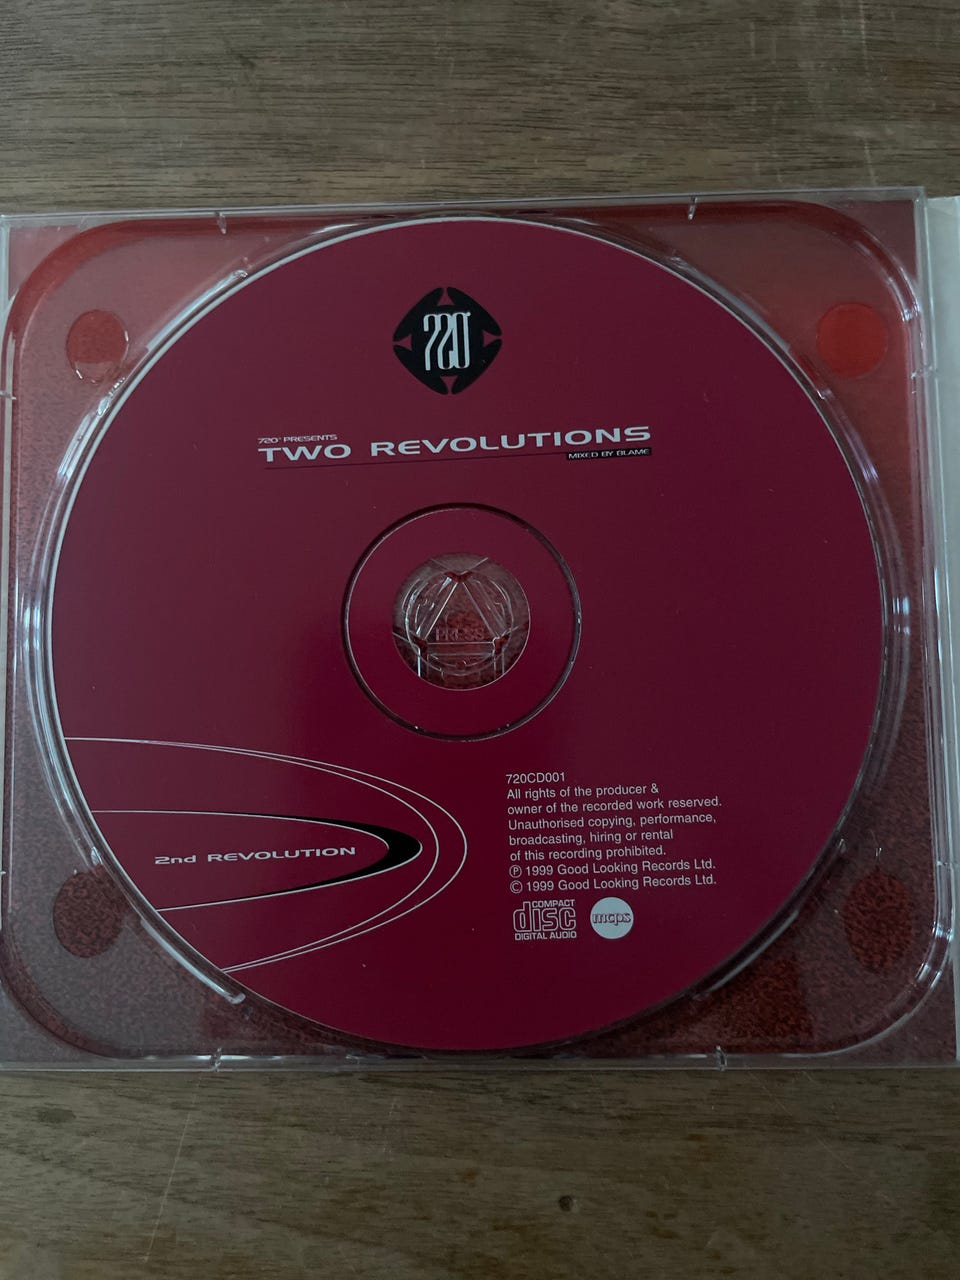 720°
720° PRESENTS
TWO REVOLUTIONS
MIXED BY BLAME
PRESS
720CD001
All rights of the producer &
owner of the recorded work reserved.
Unauthorised copying, performance,
broadcasting, hiring or rental
of this recording prohibited.
℗ 1999 Good Looking Records Ltd.
© 1999 Good Looking Records Ltd.
2nd REVOLUTION
COMPACT
disc
DIGITAL AUDIO
mcps